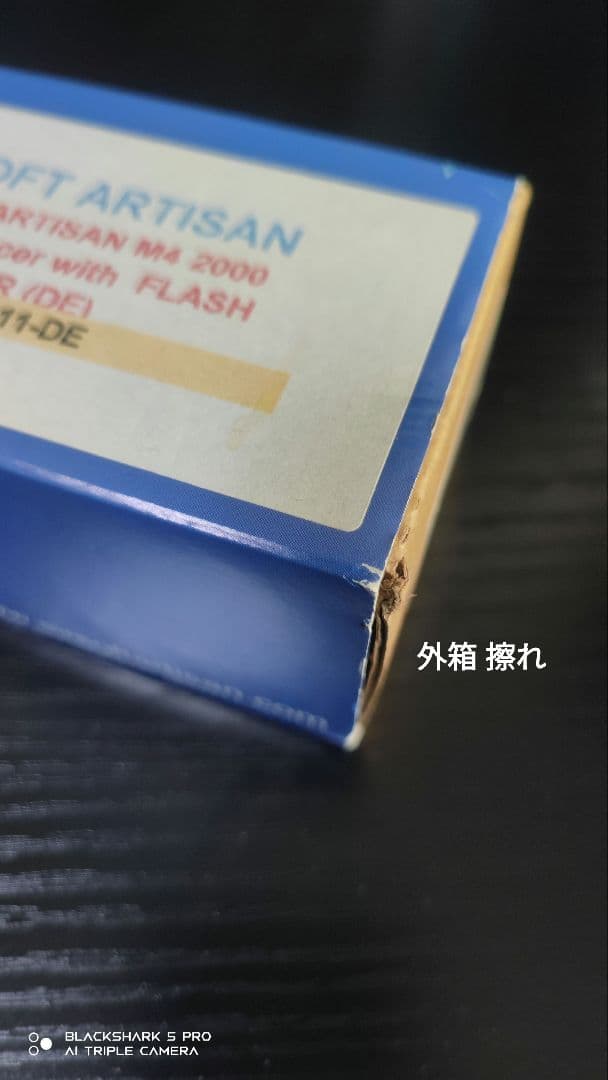 OFT ARTISAN
ARTISAN M4 2000
cer with FLASH
R (DE)
11-DE
外箱 擦れ
BLACKSHARK 5 PRO
AI TRIPLE CAMERA